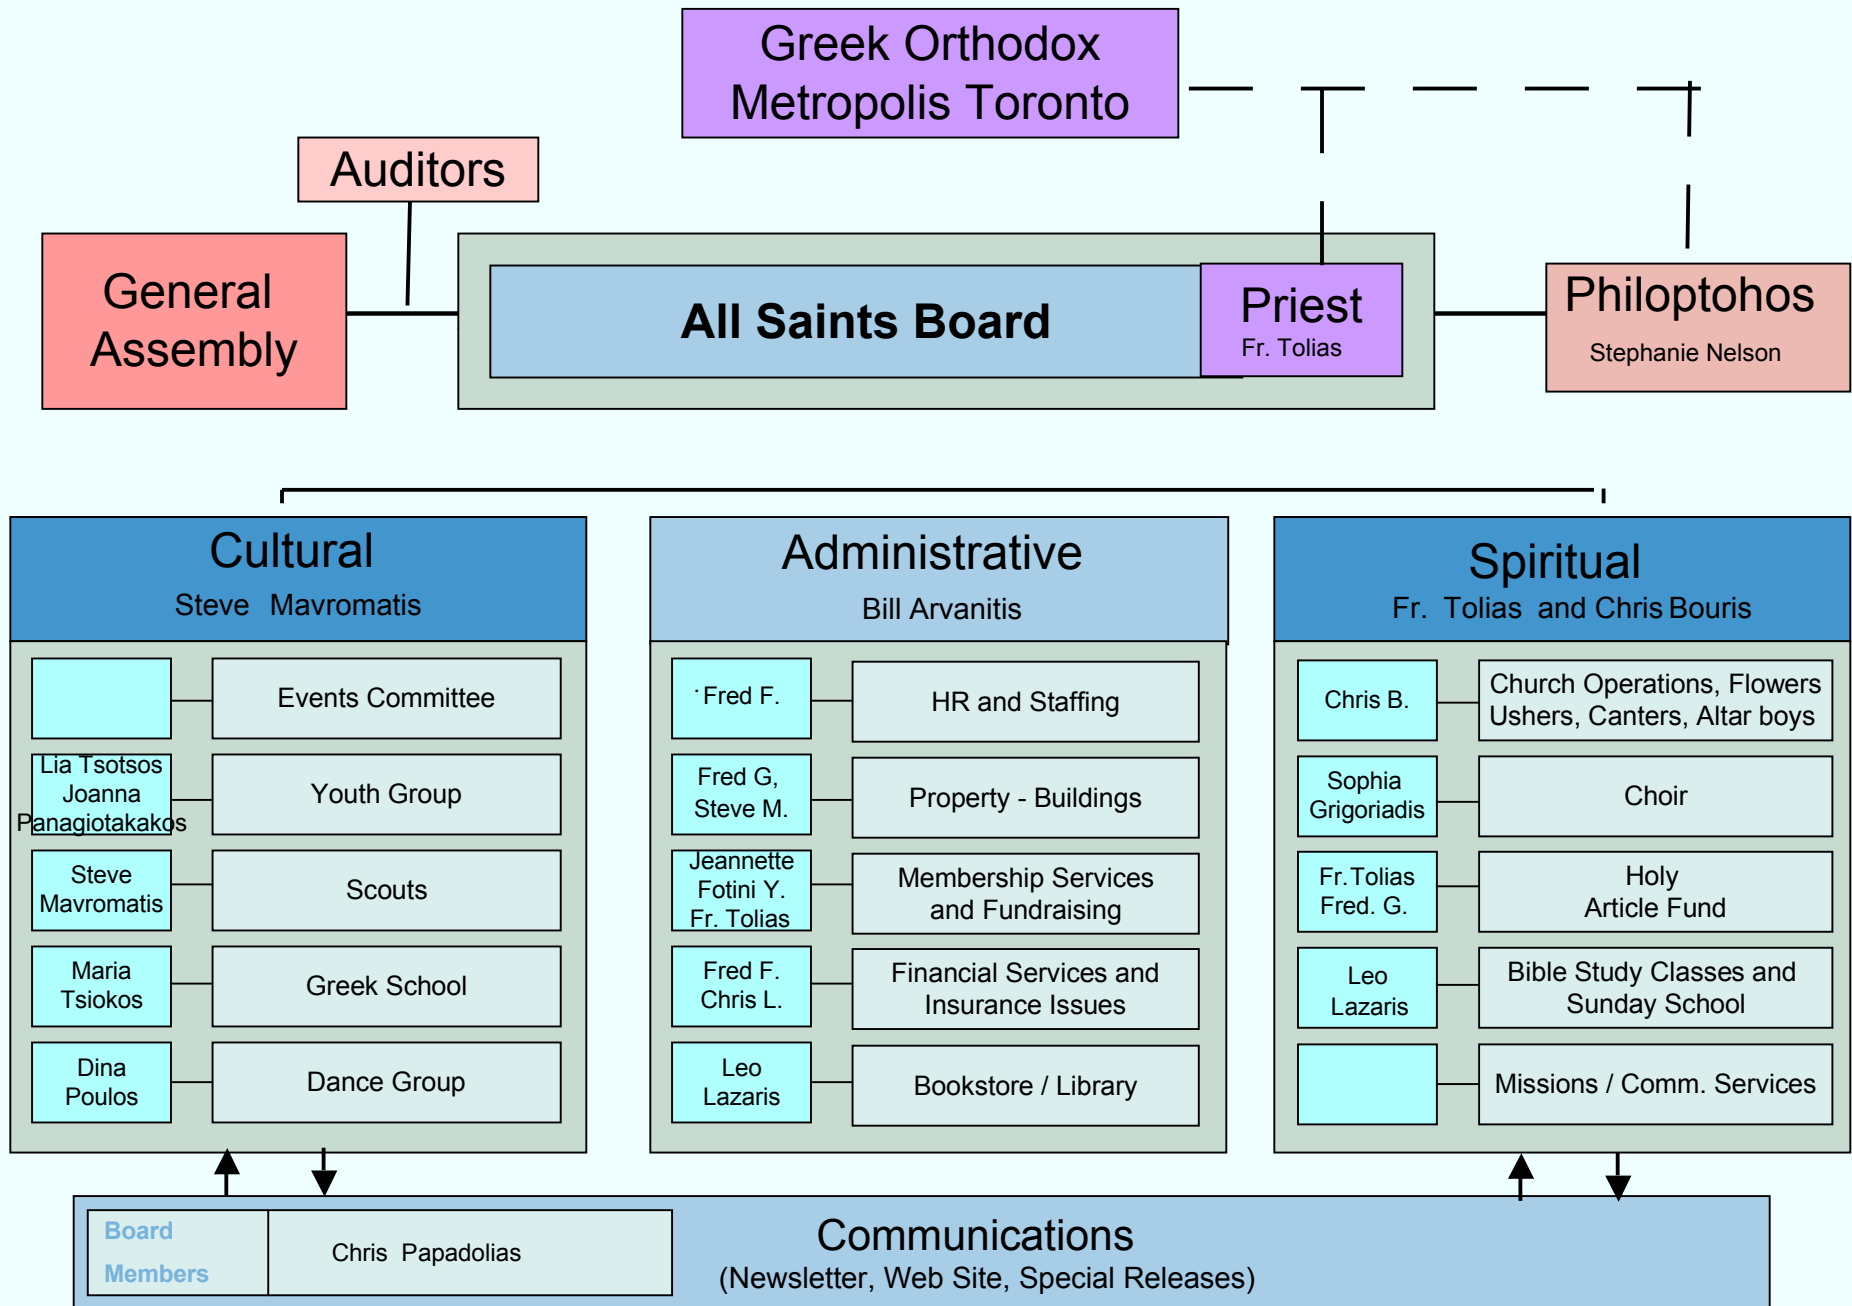 Greek Orthodox
Metropolis Toronto
Auditors
General
Assembly
All Saints Board
Priest
Fr. Tolias
Philoptohos
Stephanie Nelson
Cultural
Steve Mavromatis
Events Committee
Lia Tsotsos
Joanna
Panagiotakakos
Youth Group
Steve
Mavromatis
Scouts
Maria
Tsiokos
Greek School
Dina
Poulos
Dance Group
Administrative
Bill Arvanitis
Fred F.
HR and Staffing
Fred G,
Steve M.
Property - Buildings
Jeannette
Fotini Y.
Fr. Tolias
Membership Services
and Fundraising
Fred F.
Chris L.
Financial Services and
Insurance Issues
Leo
Lazaris
Bookstore / Library
Spiritual
Fr. Tolias and Chris Bouris
Chris B.
Church Operations, Flowers
Ushers, Canters, Altar boys
Sophia
Grigoriadis
Choir
Fr.Tolias
Fred. G.
Holy
Article Fund
Leo
Lazaris
Bible Study Classes and
Sunday School
Missions / Comm. Services
Board
Members
Chris Papadolias
Communications
(Newsletter, Web Site, Special Releases)